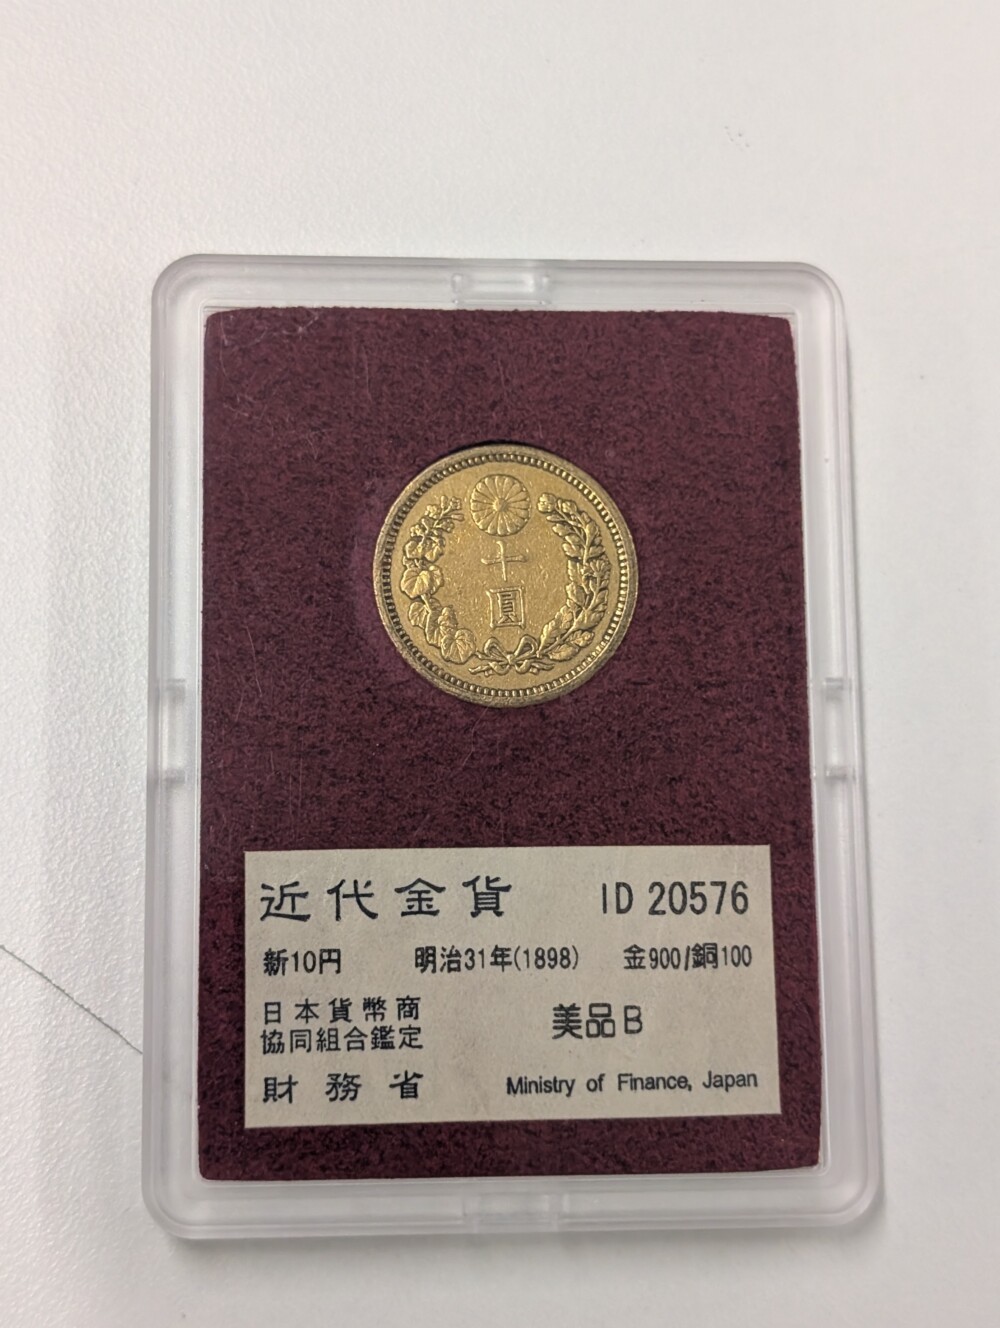 十
圓
近代金貨 ID 20576
新10円 明治31年(1898) 金900/銅100
日本貨幣商
協同組合鑑定 美品B
財務省 Ministry of Finance, Japan